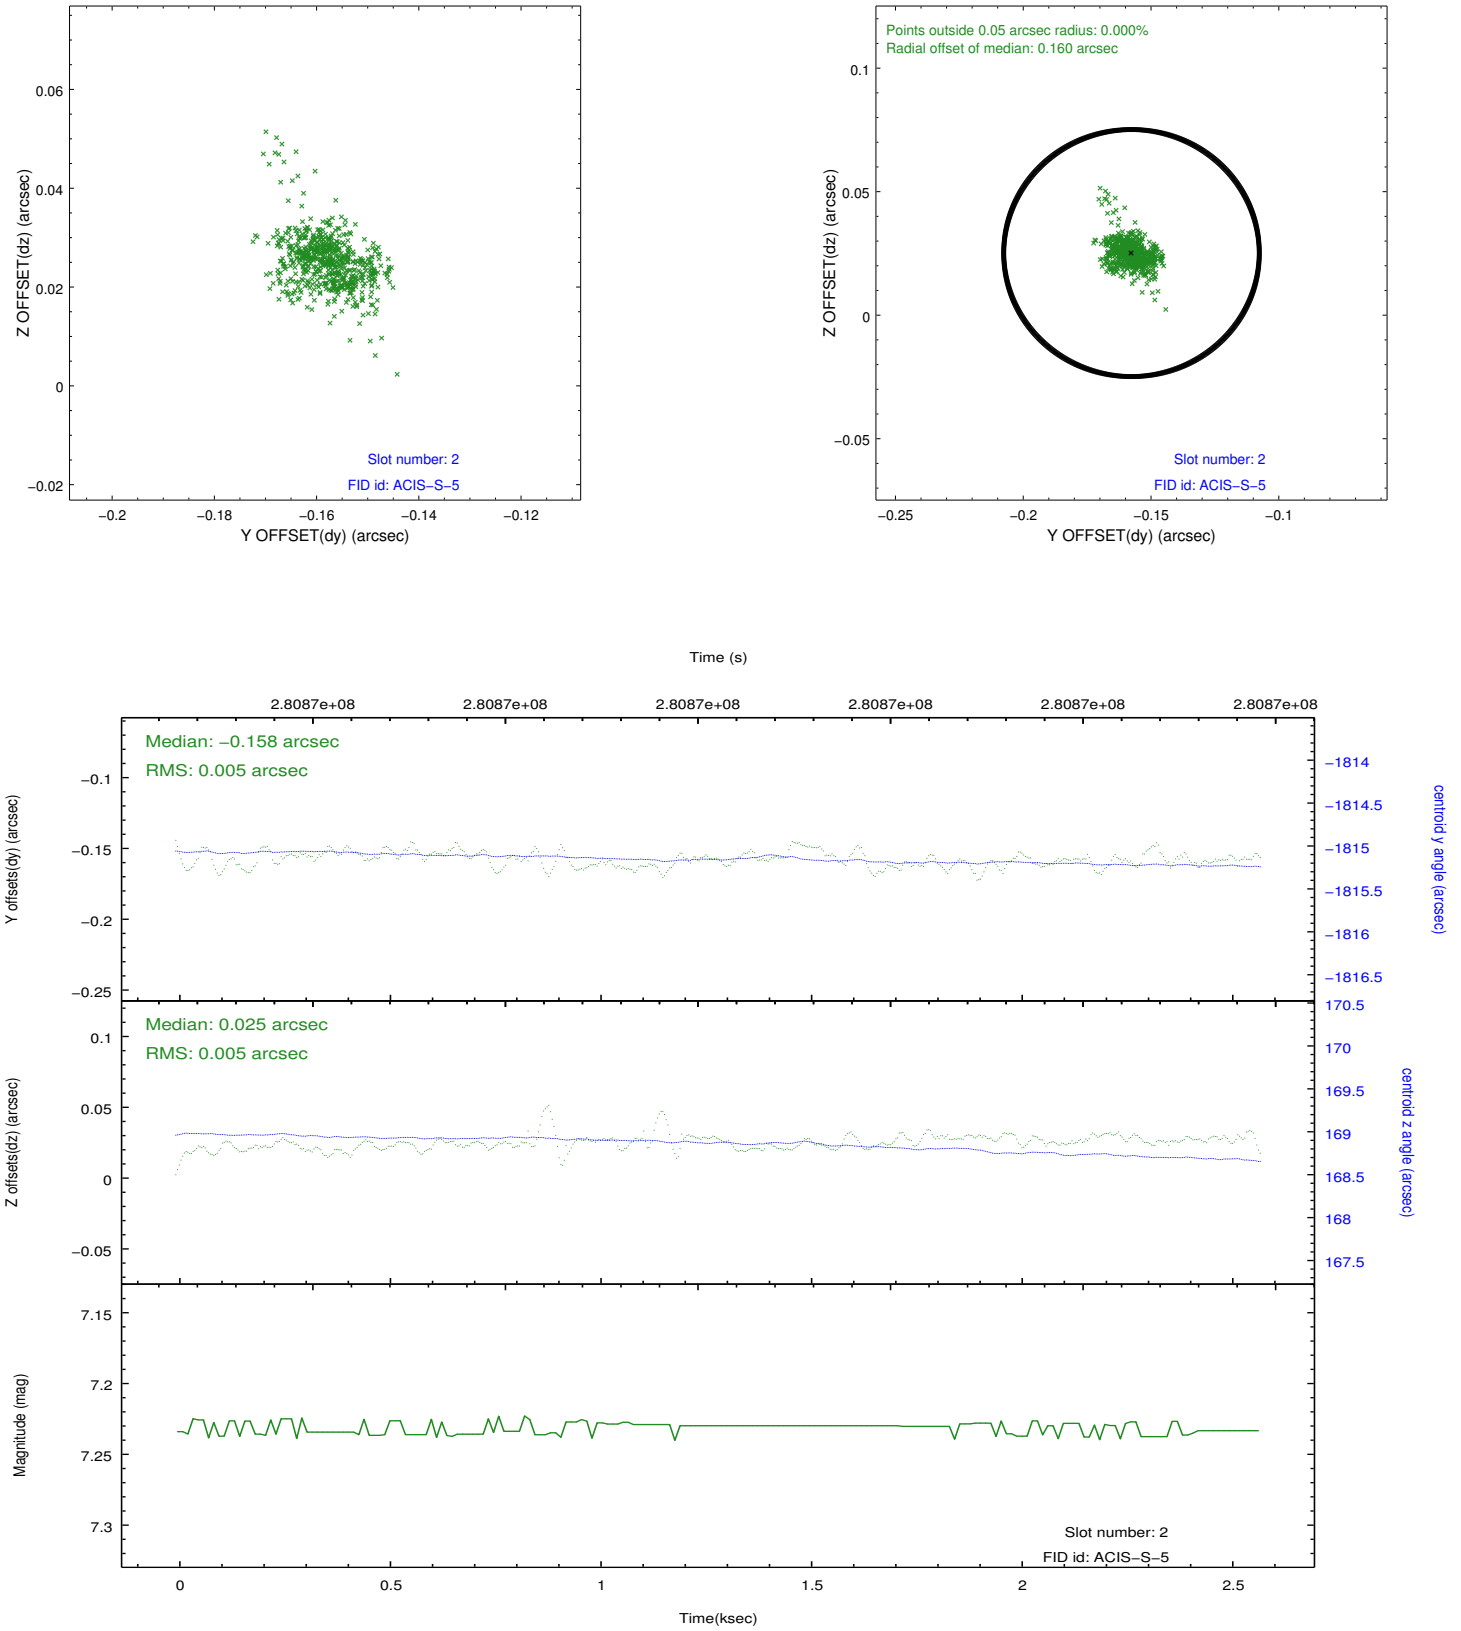 0.06
0.04
0.02
0
−0.02
Z OFFSET(dz) (arcsec)
Slot number: 2
FID id: ACIS−S−5
−0.2
−0.18
−0.16
−0.14
−0.12
Y OFFSET(dy) (arcsec)
Points outside 0.05 arcsec radius: 0.000%
Radial offset of median: 0.160 arcsec
0.1
0.05
0
−0.05
Z OFFSET(dz) (arcsec)
Slot number: 2
FID id: ACIS−S−5
−0.25
−0.2
−0.15
−0.1
Y OFFSET(dy) (arcsec)
Time (s)
2.8087e+08
2.8087e+08
2.8087e+08
2.8087e+08
2.8087e+08
2.8087e+08
Median: −0.158 arcsec
RMS: 0.005 arcsec
−0.1
−0.15
−0.2
−0.25
Y offsets(dy) (arcsec)
−1814
−1814.5
−1815
−1815.5
−1816
−1816.5
centroid y angle (arcsec)
Median: 0.025 arcsec
RMS: 0.005 arcsec
0.1
0.05
0
−0.05
Z offsets(dz) (arcsec)
170.5
170
169.5
169
168.5
168
167.5
centroid z angle (arcsec)
7.15
7.2
7.25
7.3
Magnitude (mag)
Slot number: 2
FID id: ACIS−S−5
0
0.5
1
1.5
2
2.5
Time(ksec)